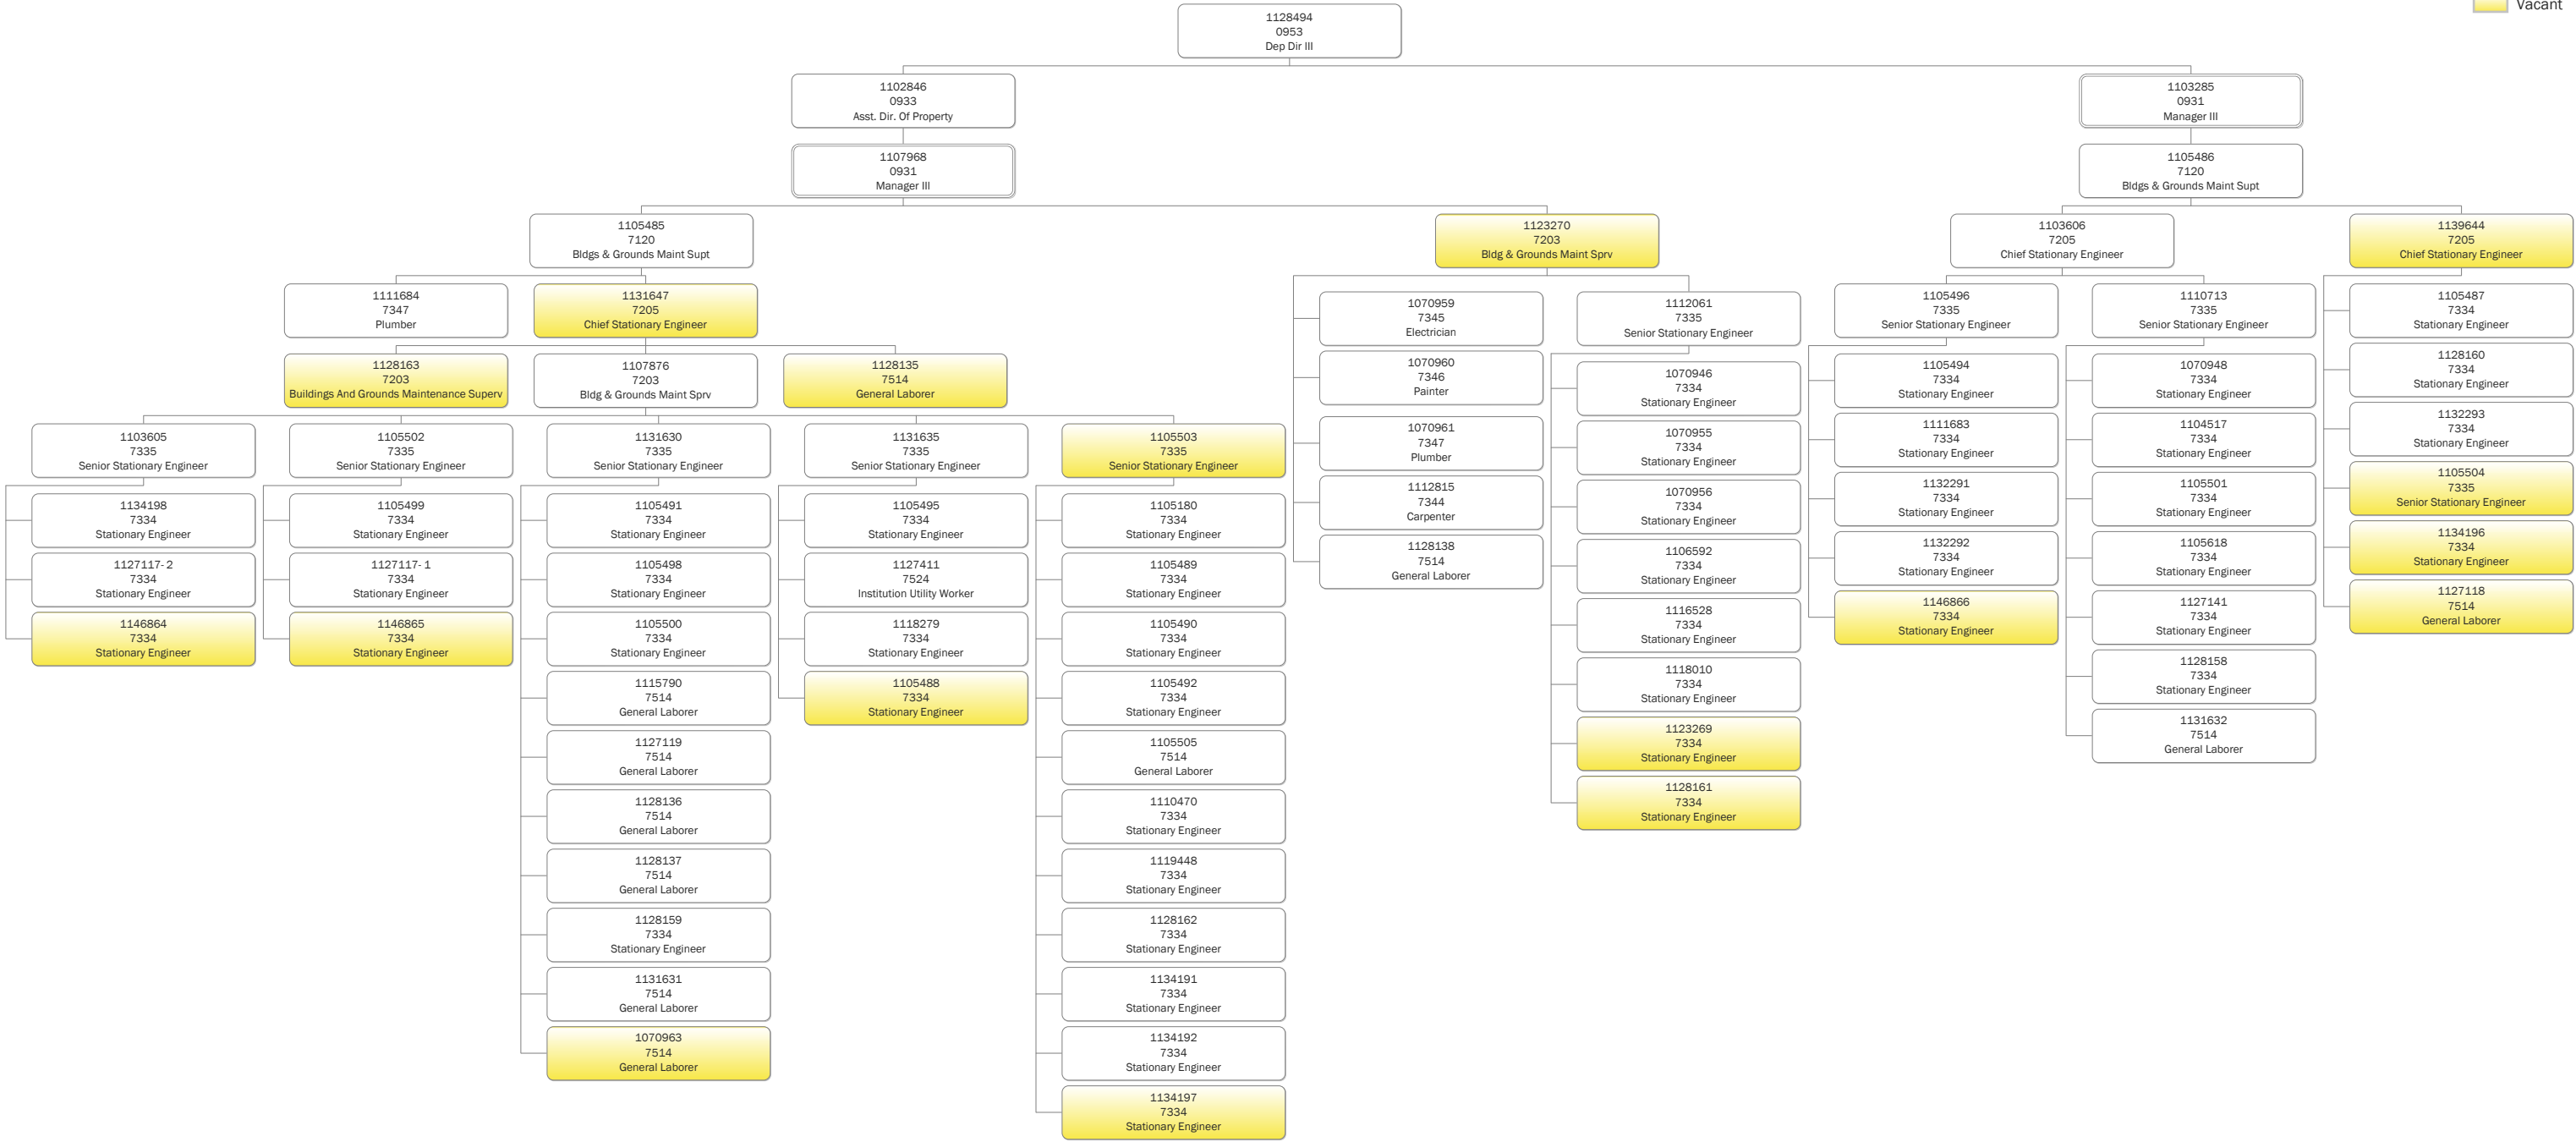 Vacant
1128494
0953
Dep Dir III
1102846
0933
Asst. Dir. Of Property
1103285
0931
Manager III
1107968
0931
Manager III
1105486
7120
Bldgs & Grounds Maint Supt
1105485
7120
Bldgs & Grounds Maint Supt
1123270
7203
Bldg & Grounds Maint Sprv
1103606
7205
Chief Stationary Engineer
1139644
7205
Chief Stationary Engineer
1111684
7347
Plumber
1131647
7205
Chief Stationary Engineer
1128163
7203
Buildings And Grounds Maintenance Superv
1107876
7203
Bldg & Grounds Maint Sprv
1128135
7514
General Laborer
1103605
7335
Senior Stationary Engineer
1134198
7334
Stationary Engineer
1127117- 2
7334
Stationary Engineer
1146864
7334
Stationary Engineer
1105502
7335
Senior Stationary Engineer
1105499
7334
Stationary Engineer
1127117- 1
7334
Stationary Engineer
1146865
7334
Stationary Engineer
1131630
7335
Senior Stationary Engineer
1105491
7334
Stationary Engineer
1105498
7334
Stationary Engineer
1105500
7334
Stationary Engineer
1115790
7514
General Laborer
1127119
7514
General Laborer
1128136
7514
General Laborer
1128137
7514
General Laborer
1128159
7334
Stationary Engineer
1131631
7514
General Laborer
1070963
7514
General Laborer
1131635
7335
Senior Stationary Engineer
1105495
7334
Stationary Engineer
1127411
7524
Institution Utility Worker
1118279
7334
Stationary Engineer
1105488
7334
Stationary Engineer
1105503
7335
Senior Stationary Engineer
1105180
7334
Stationary Engineer
1105489
7334
Stationary Engineer
1105490
7334
Stationary Engineer
1105492
7334
Stationary Engineer
1105505
7514
General Laborer
1110470
7334
Stationary Engineer
1119448
7334
Stationary Engineer
1128162
7334
Stationary Engineer
1134191
7334
Stationary Engineer
1134192
7334
Stationary Engineer
1134197
7334
Stationary Engineer
1070959
7345
Electrician
1070960
7346
Painter
1070961
7347
Plumber
1112815
7344
Carpenter
1128138
7514
General Laborer
1112061
7335
Senior Stationary Engineer
1070946
7334
Stationary Engineer
1070955
7334
Stationary Engineer
1070956
7334
Stationary Engineer
1106592
7334
Stationary Engineer
1116528
7334
Stationary Engineer
1118010
7334
Stationary Engineer
1123269
7334
Stationary Engineer
1128161
7334
Stationary Engineer
1105496
7335
Senior Stationary Engineer
1105494
7334
Stationary Engineer
1111683
7334
Stationary Engineer
1132291
7334
Stationary Engineer
1132292
7334
Stationary Engineer
1146866
7334
Stationary Engineer
1110713
7335
Senior Stationary Engineer
1070948
7334
Stationary Engineer
1104517
7334
Stationary Engineer
1105501
7334
Stationary Engineer
1105618
7334
Stationary Engineer
1127141
7334
Stationary Engineer
1128158
7334
Stationary Engineer
1131632
7514
General Laborer
1105487
7334
Stationary Engineer
1128160
7334
Stationary Engineer
1132293
7334
Stationary Engineer
1105504
7335
Senior Stationary Engineer
1134196
7334
Stationary Engineer
1127118
7514
General Laborer